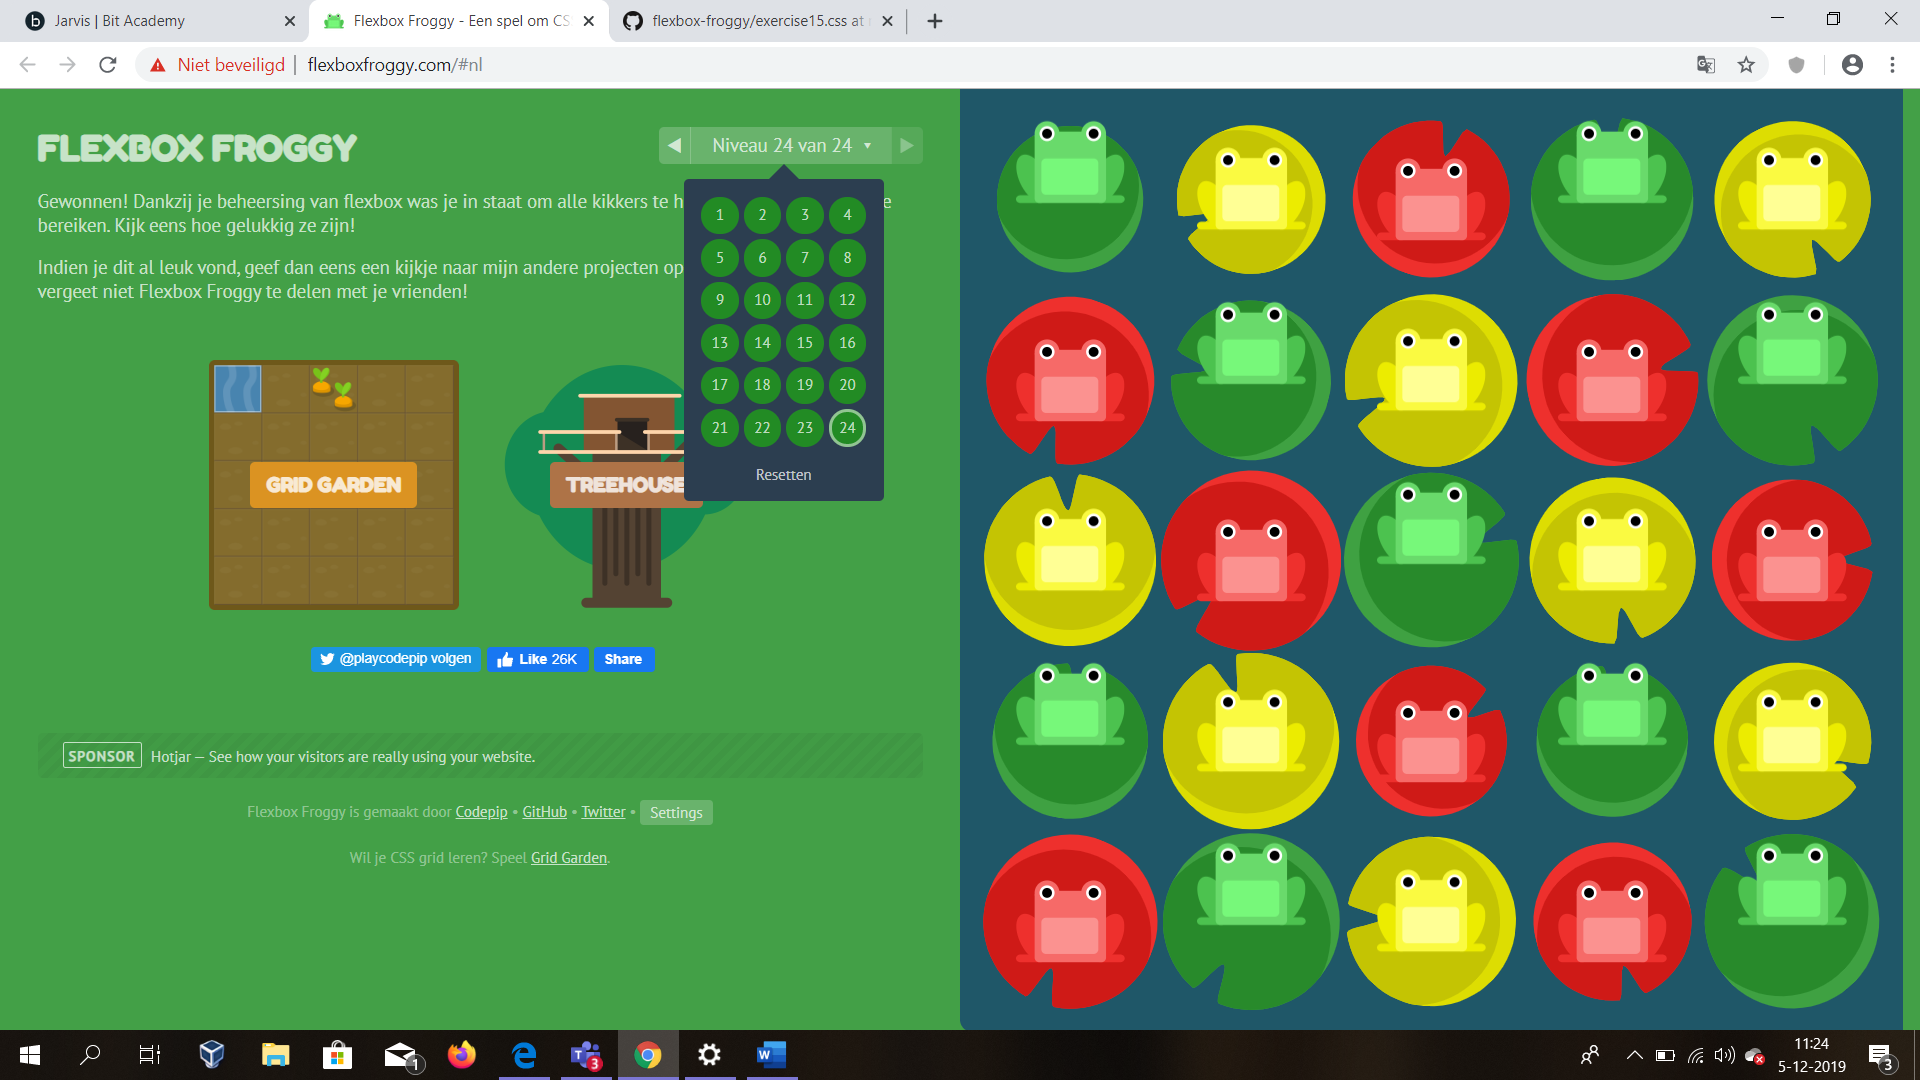 Jarvis | Bit Academy
Flexbox Froggy - Een spel om CS
flexbox-froggy/exercise15.css at
Niet beveiligd
flexboxfroggy.com/#nl
FLEXBOX FROGGY
Niveau 24 van 24
Gewonnen! Dankzij je beheersing van flexbox was je in staat om alle kikkers te h
e
bereiken. Kijk eens hoe gelukkig ze zijn!
Indien je dit al leuk vond, geef dan eens een kijkje naar mijn andere projecten op
vergeet niet Flexbox Froggy te delen met je vrienden!
1 2 3 4
5 6 7 8
9 10 11 12
13 14 15 16
17 18 19 20
21 22 23 24
Resetten
GRID GARDEN
TREEHOUSE
@playcodepip volgen
Like 26K
Share
SPONSOR
Hotjar — See how your visitors are really using your website.
Flexbox Froggy is gemaakt door Codepip • GitHub • Twitter • Settings
Wil je CSS grid leren? Speel Grid Garden.
1
T
3
W
11:24
5-12-2019
3